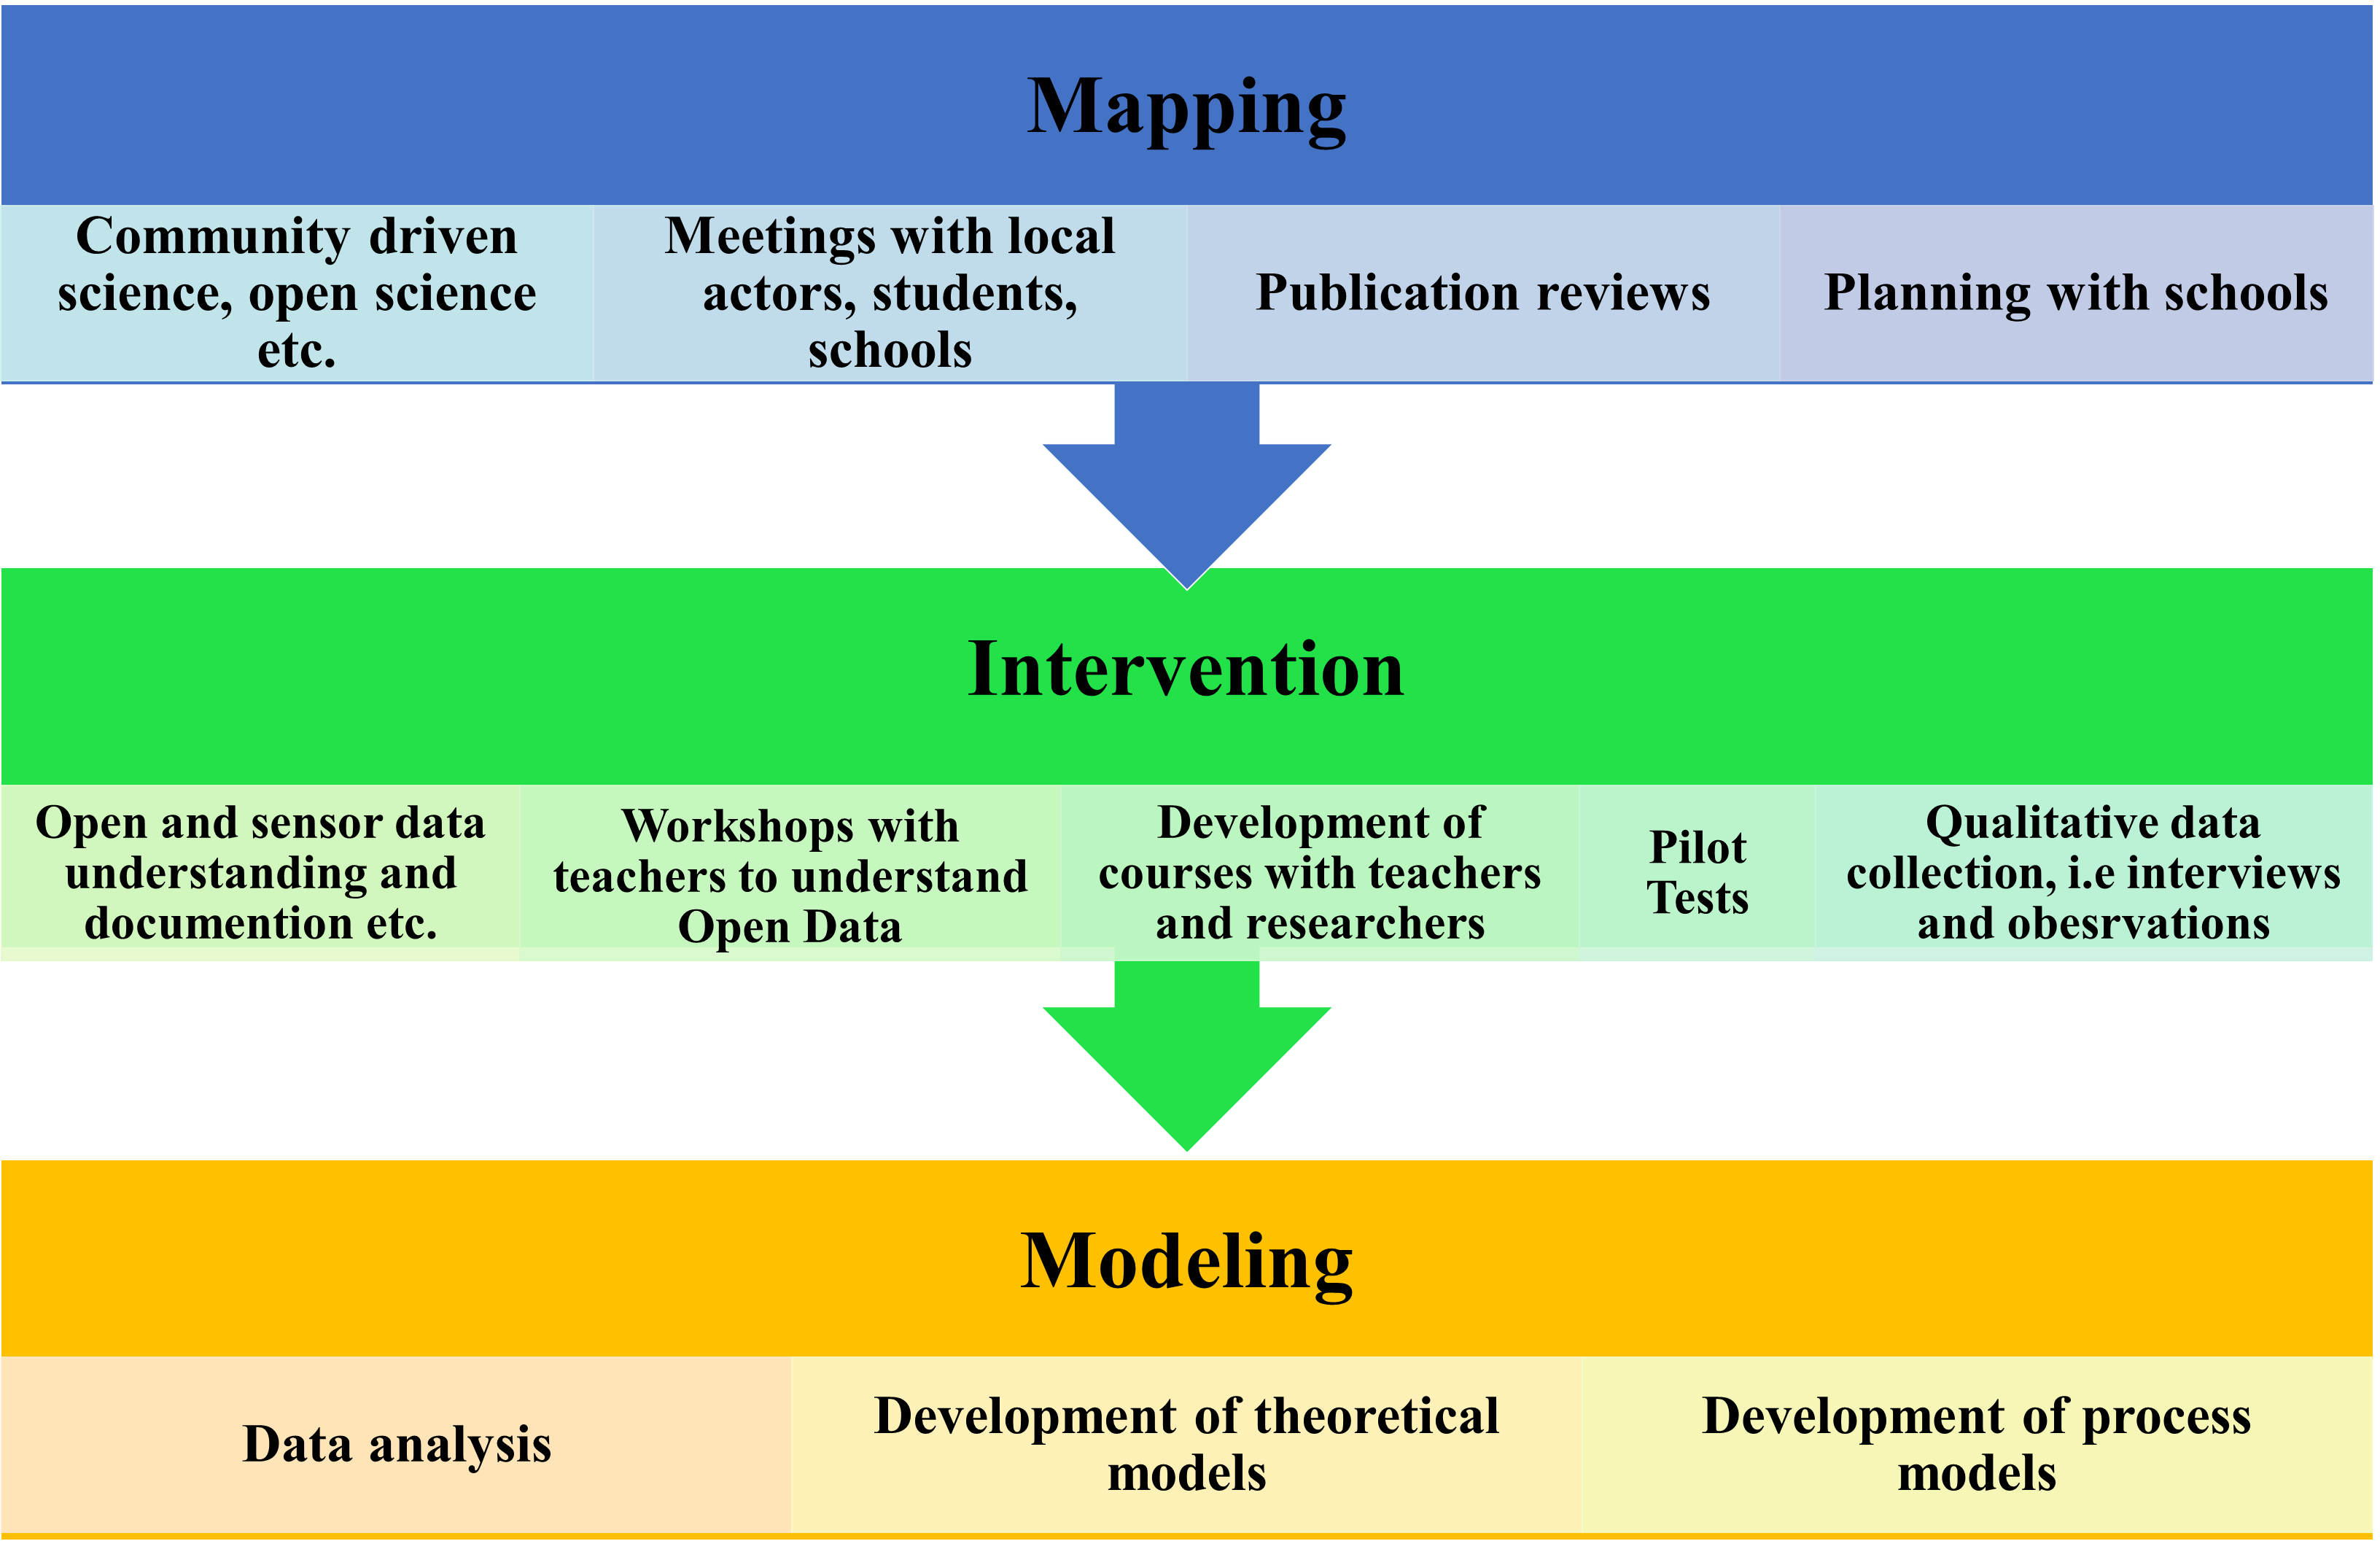 Mapping
Community driven
science, open science
etc.
Meetings with local
actors, students,
schools
Publication reviews
Planning with schools
Intervention
Open and sensor data
understanding and
documention etc.
Workshops with
teachers to understand
Open Data
Development of
courses with teachers
and researchers
Pilot
Tests
Qualitative data
collection, i.e interviews
and obesrvations
Modeling
Data analysis
Development of theoretical
models
Development of process
models